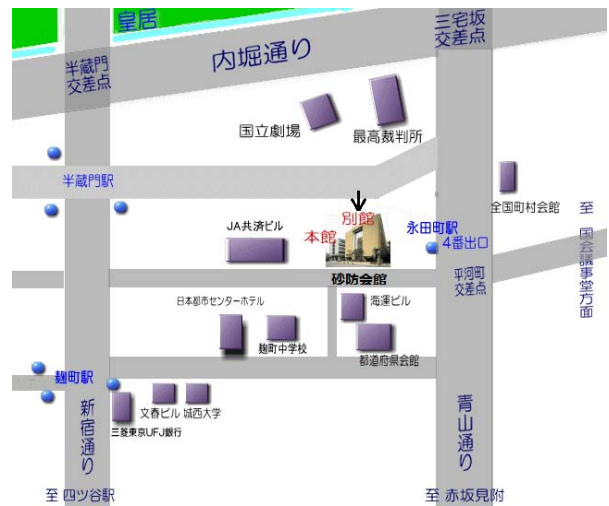 皇居
三宅坂
交差点
半蔵門
交差点
内堀通り
国立劇場
最高裁判所
半蔵門駅
全国町村会館
至 国会議事堂方面
別館
本館
JA共済ビル
永田町駅
4番出口
砂防会館
平河町
交差点
日本都市センターホテル
海運ビル
麹町中学校
都道府県会館
麹町駅
文春ビル
城西大学
三菱東京UFJ銀行
新宿通り
青山通り
至 四ツ谷駅
至 赤坂見附